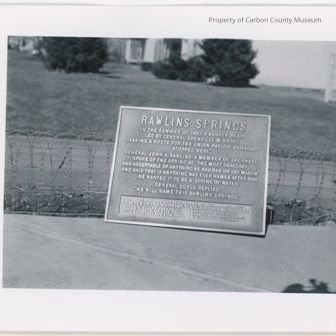 Property of Carbon County Museum
RAWLINS SPRINGS
IN THE SUMMER OF 1867 A SURVEY PARTY
LED BY GENERAL GRENVILLE M. DODGE
SEEKING A ROUTE FOR THE UNION PACIFIC RAILROAD
STOPPED HERE.
GENERAL JOHN A. RAWLINS A MEMBER OF THE PARTY
SPOKE OF THE SPRING AS "THE MOST GRACIOUS
AND ACCEPTABLE OF ANYTHING HE HAD HAD ON THE MARCH"
AND SAID THAT IF ANYTHING WAS EVER NAMED AFTER HIM
HE WANTED IT TO BE A SPRING OF WATER.
GENERAL DODGE REPLIED
"WE WILL NAME THIS RAWLINS SPRINGS."